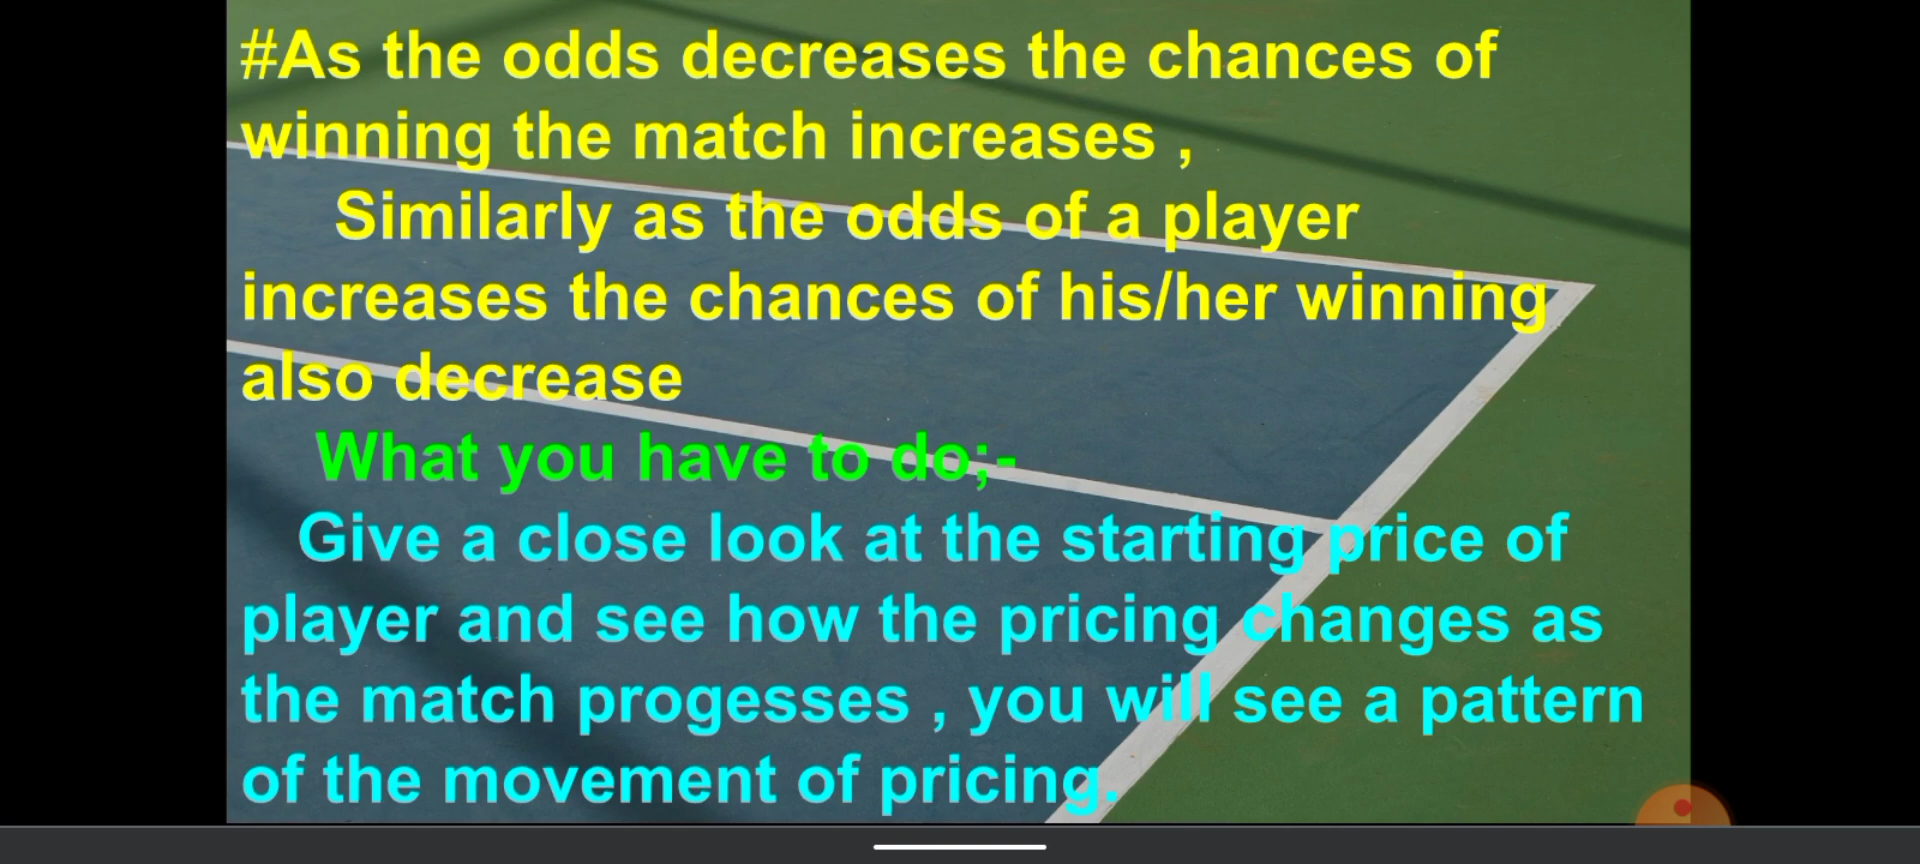 #As the odds decreases the chances of
winning the match increases ,
Similarly as the odds of a player
increases the chances of his/her winning
also decrease
What you have to do;-
Give a close look at the starting price of
player and see how the pricing changes as
the match progesses , you will see a pattern
of the movement of pricing.